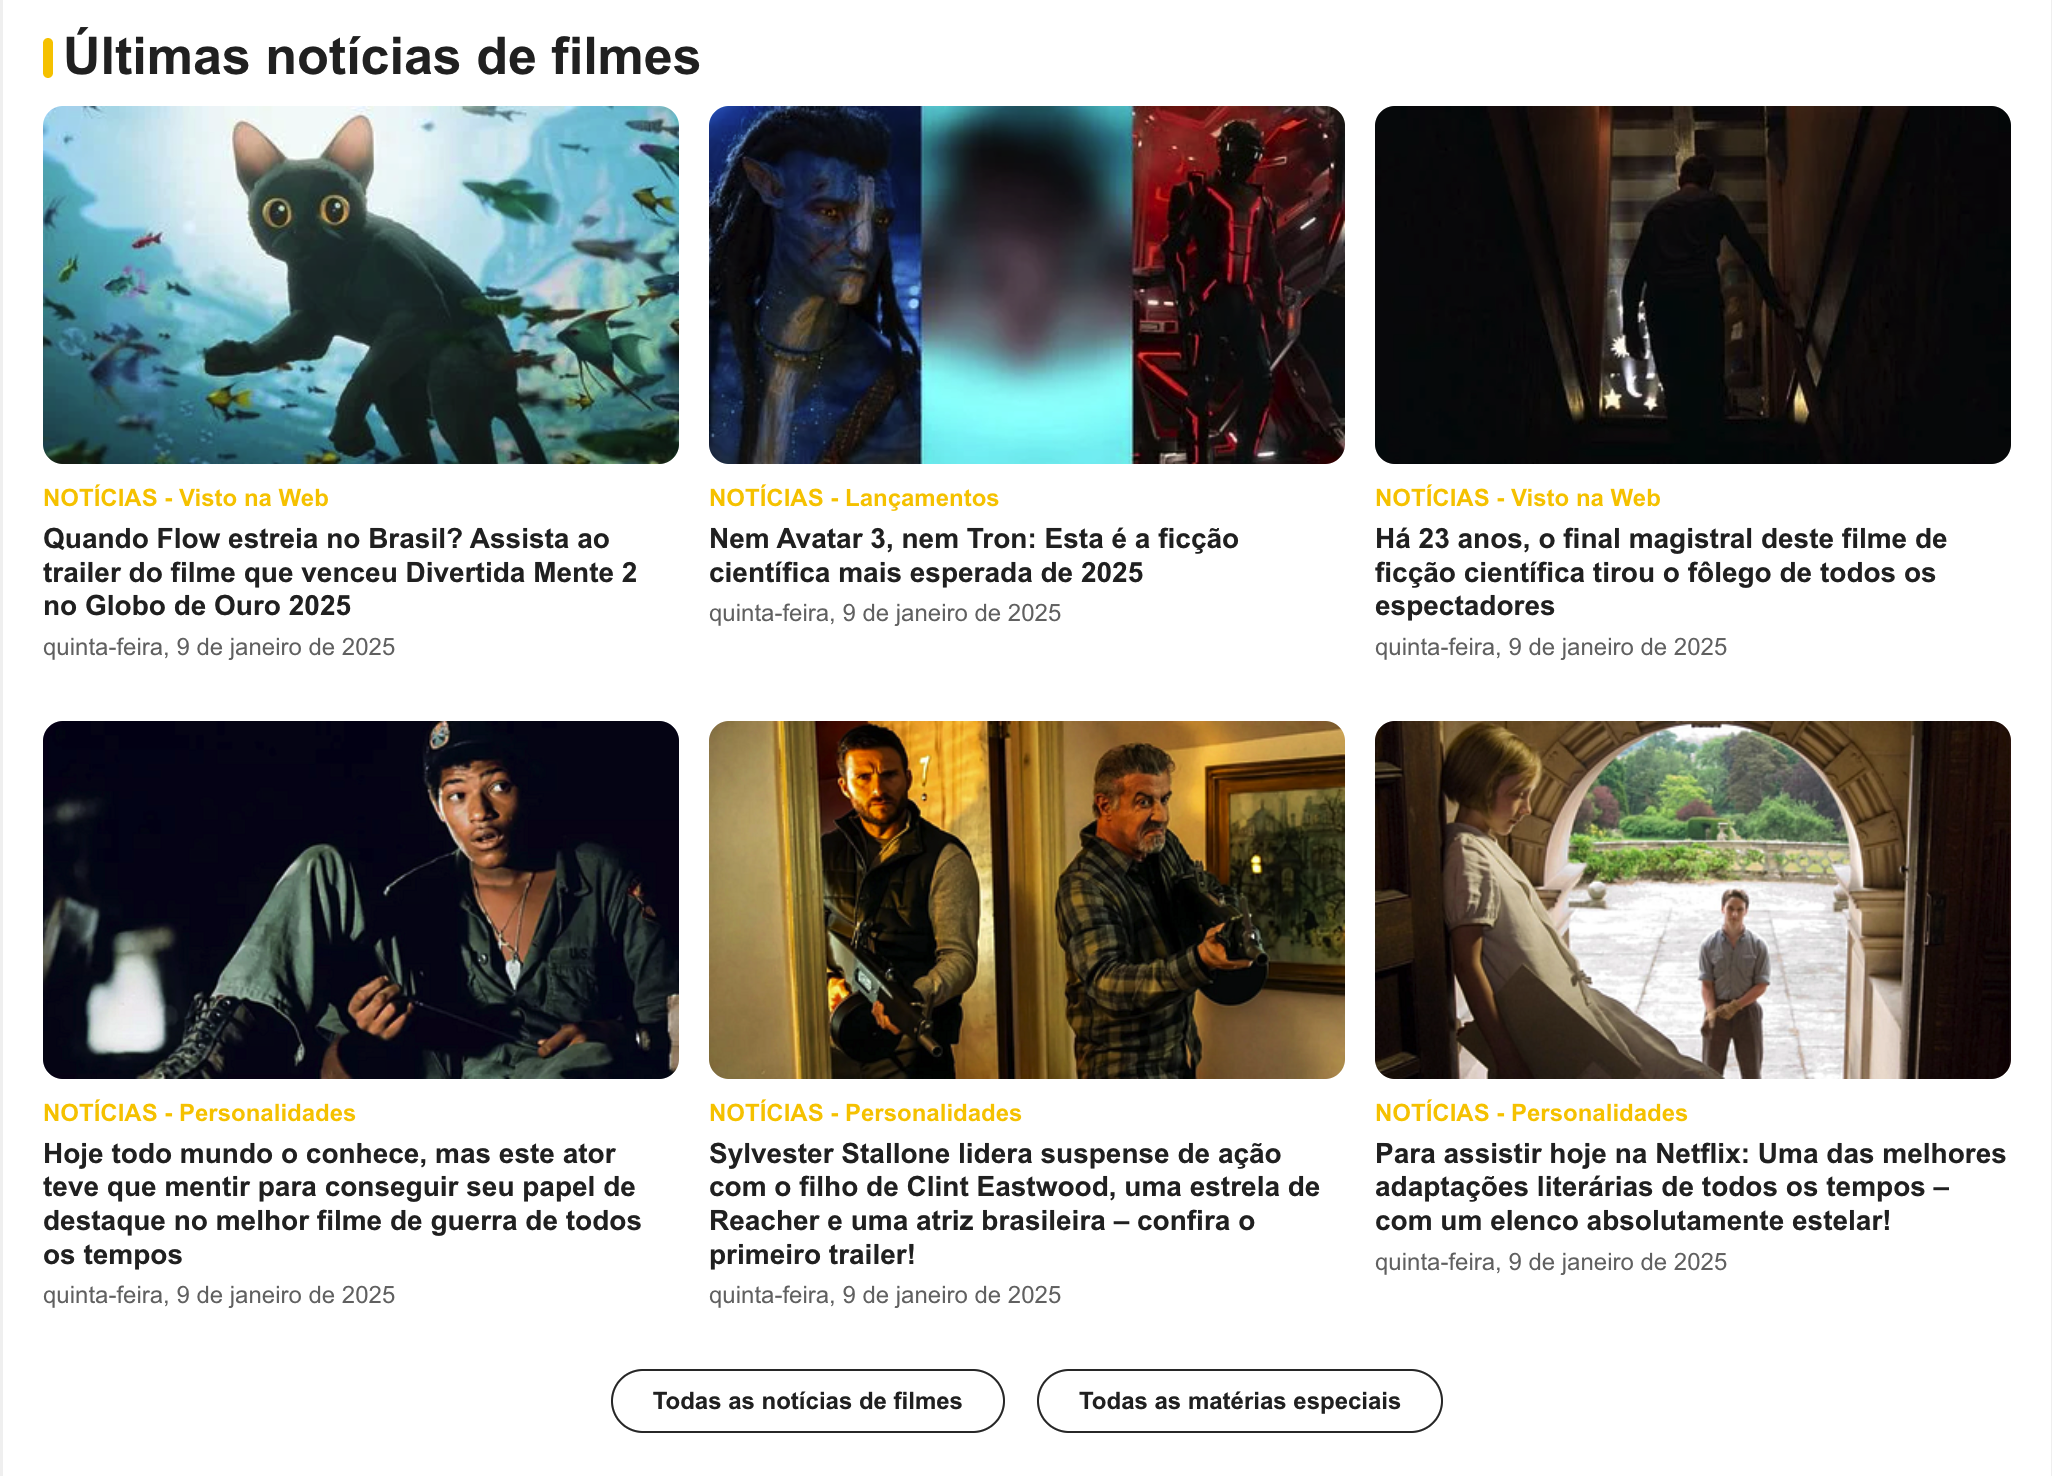 Últimas notícias de filmes
NOTÍCIAS - Visto na Web
Quando Flow estreia no Brasil? Assista ao
trailer do filme que venceu Divertida Mente 2
no Globo de Ouro 2025
quinta-feira, 9 de janeiro de 2025
NOTÍCIAS - Lançamentos
Nem Avatar 3, nem Tron: Esta é a ficção
científica mais esperada de 2025
quinta-feira, 9 de janeiro de 2025
NOTÍCIAS - Visto na Web
Há 23 anos, o final magistral deste filme de
ficção científica tirou o fôlego de todos os
espectadores
quinta-feira, 9 de janeiro de 2025
NOTÍCIAS - Personalidades
Hoje todo mundo o conhece, mas este ator
teve que mentir para conseguir seu papel de
destaque no melhor filme de guerra de todos
os tempos
quinta-feira, 9 de janeiro de 2025
NOTÍCIAS - Personalidades
Sylvester Stallone lidera suspense de ação
com o filho de Clint Eastwood, uma estrela de
Reacher e uma atriz brasileira – confira o
primeiro trailer!
quinta-feira, 9 de janeiro de 2025
NOTÍCIAS - Personalidades
Para assistir hoje na Netflix: Uma das melhores
adaptações literárias de todos os tempos –
com um elenco absolutamente estelar!
quinta-feira, 9 de janeiro de 2025
Todas as notícias de filmes
Todas as matérias especiais